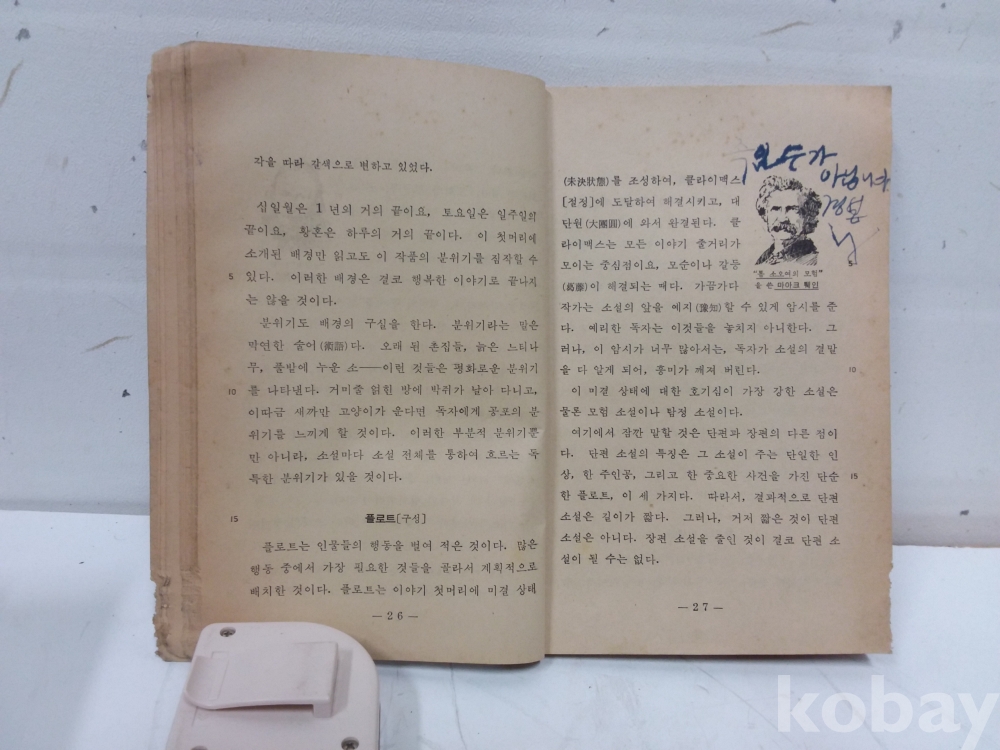 각을 따라 갈색으로 변하고 있었다.
십일월은 1 년의 거의 끝이요, 토요일은 일주일의
끝이요, 황혼은 하루의 거의 끝이다. 이 첫머리에
소개된 배경만 읽고도 이 작품의 분위기를 짐작할 수
5 있다. 이러한 배경은 결코 행복한 이야기로 끝나지
는 않을 것이다.
분위기도 배경의 구실을 한다. 분위기라는 말은
막연한 술어(術語)다. 오래 된 촌집들, 늙은 느티나
무, 풀밭에 누운 소――이런 것들은 평화로운 분위기
10 를 나타낸다. 거미줄 얽힌 방에 박쥐가 날아 다니고,
이따금 새까만 고양이가 운다면 독자에게 공포의 분
위기를 느끼게 할 것이다. 이러한 부분적 분위기뿐
만 아니라, 소설마다 소설 전체를 통하여 흐르는 독
특한 분위기가 있을 것이다.
15 플로트[구성]
플로트는 인물들의 행동을 벌여 적은 것이다. 많은
행동 중에서 가장 필요한 것들을 골라서 계획적으로
배치한 것이다. 플로트는 이야기 첫머리에 미결 상태
— 26 —
(未決狀態)를 조성하여, 클라이멕스
[절정]에 도달하여 해결시키고, 대
단원(大團圓)에 와서 완결된다. 클
라이멕스는 모든 이야기 줄거리가
모이는 중심점이요, 모순이나 갈등 5
(葛藤)이 해결되는 때다. 가끔가다
작가는 소설의 앞을 예지(豫知)할 수 있게 암시를 준
다. 예리한 독자는 이것들을 놓치지 아니한다. 그
러나, 이 암시가 너무 많아서는, 독자가 소설의 결말
을 다 알게 되어, 흥미가 깨져 버린다. 10
이 미결 상태에 대한 호기심이 가장 강한 소설은
물론 모험 소설이나 탐정 소설이다.
여기에서 잠깐 말할 것은 단편과 장편의 다른 점이
다. 단편 소설의 특징은 그 소설이 주는 단일한 인
상, 한 주인공, 그리고 한 중요한 사건을 가진 단순 15
한 플로트, 이 세 가지다. 따라서, 결과적으로 단편
소설은 길이가 짧다. 그러나, 거저 짧은 것이 단편
소설은 아니다. 장편 소설을 줄인 것이 결코 단편 소
설이 될 수는 없다.
"톰 소오여의 모험"
을 쓴 마아크 퉤인
— 27 —
kobay